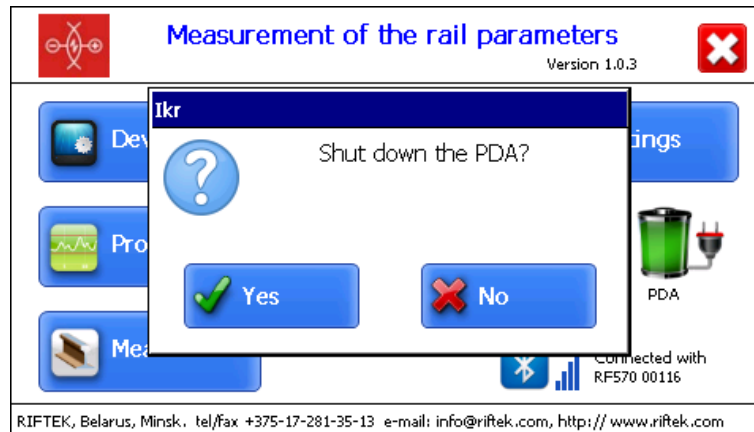 Measurement of the rail parameters
Version 1.0.3
Ikr
Shut down the PDA?
Yes
No
PDA
Connected with
RF570 00116
RIFTEK, Belarus, Minsk. tel/fax +375-17-281-35-13 e-mail: info@riftek.com, http:// www.riftek.com